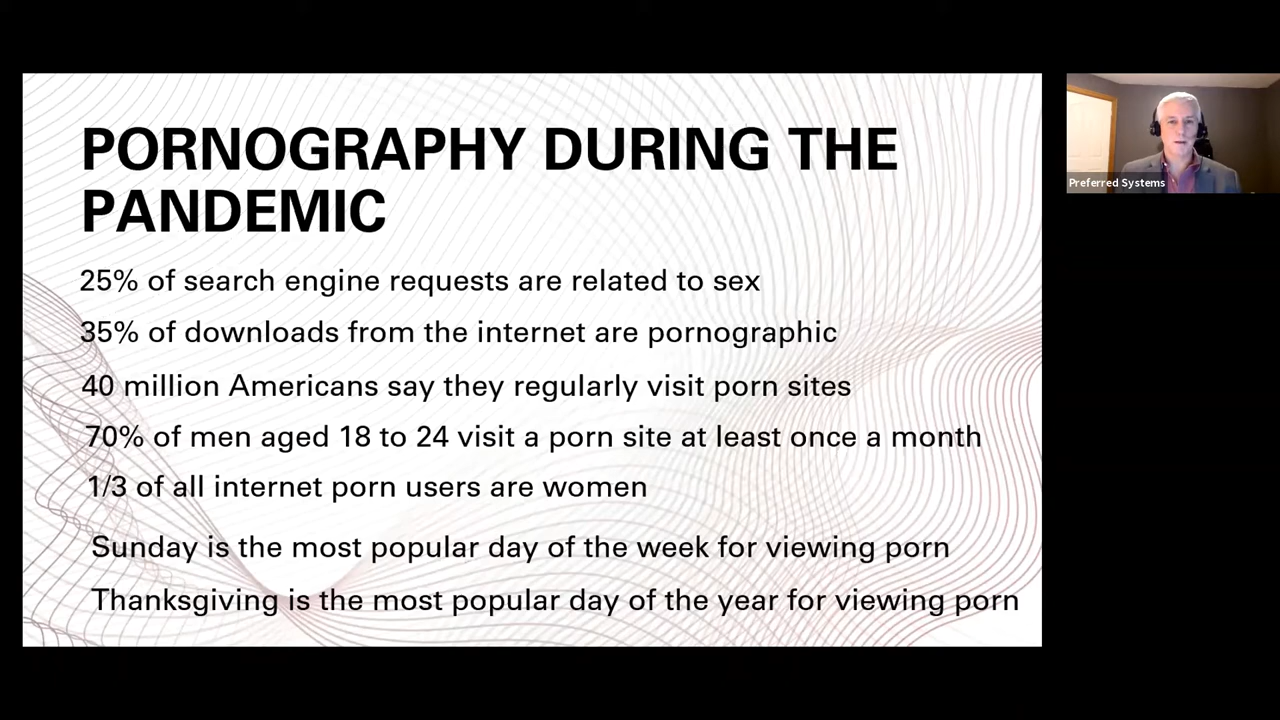 PORNOGRAPHY DURING THE
PANDEMIC
25% of search engine requests are related to sex
35% of downloads from the internet are pornographic
40 million Americans say they regularly visit porn sites
70% of men aged 18 to 24 visit a porn site at least once a month
1/3 of all internet porn users are women
Sunday is the most popular day of the week for viewing porn
Thanksgiving is the most popular day of the year for viewing porn
Preferred Systems